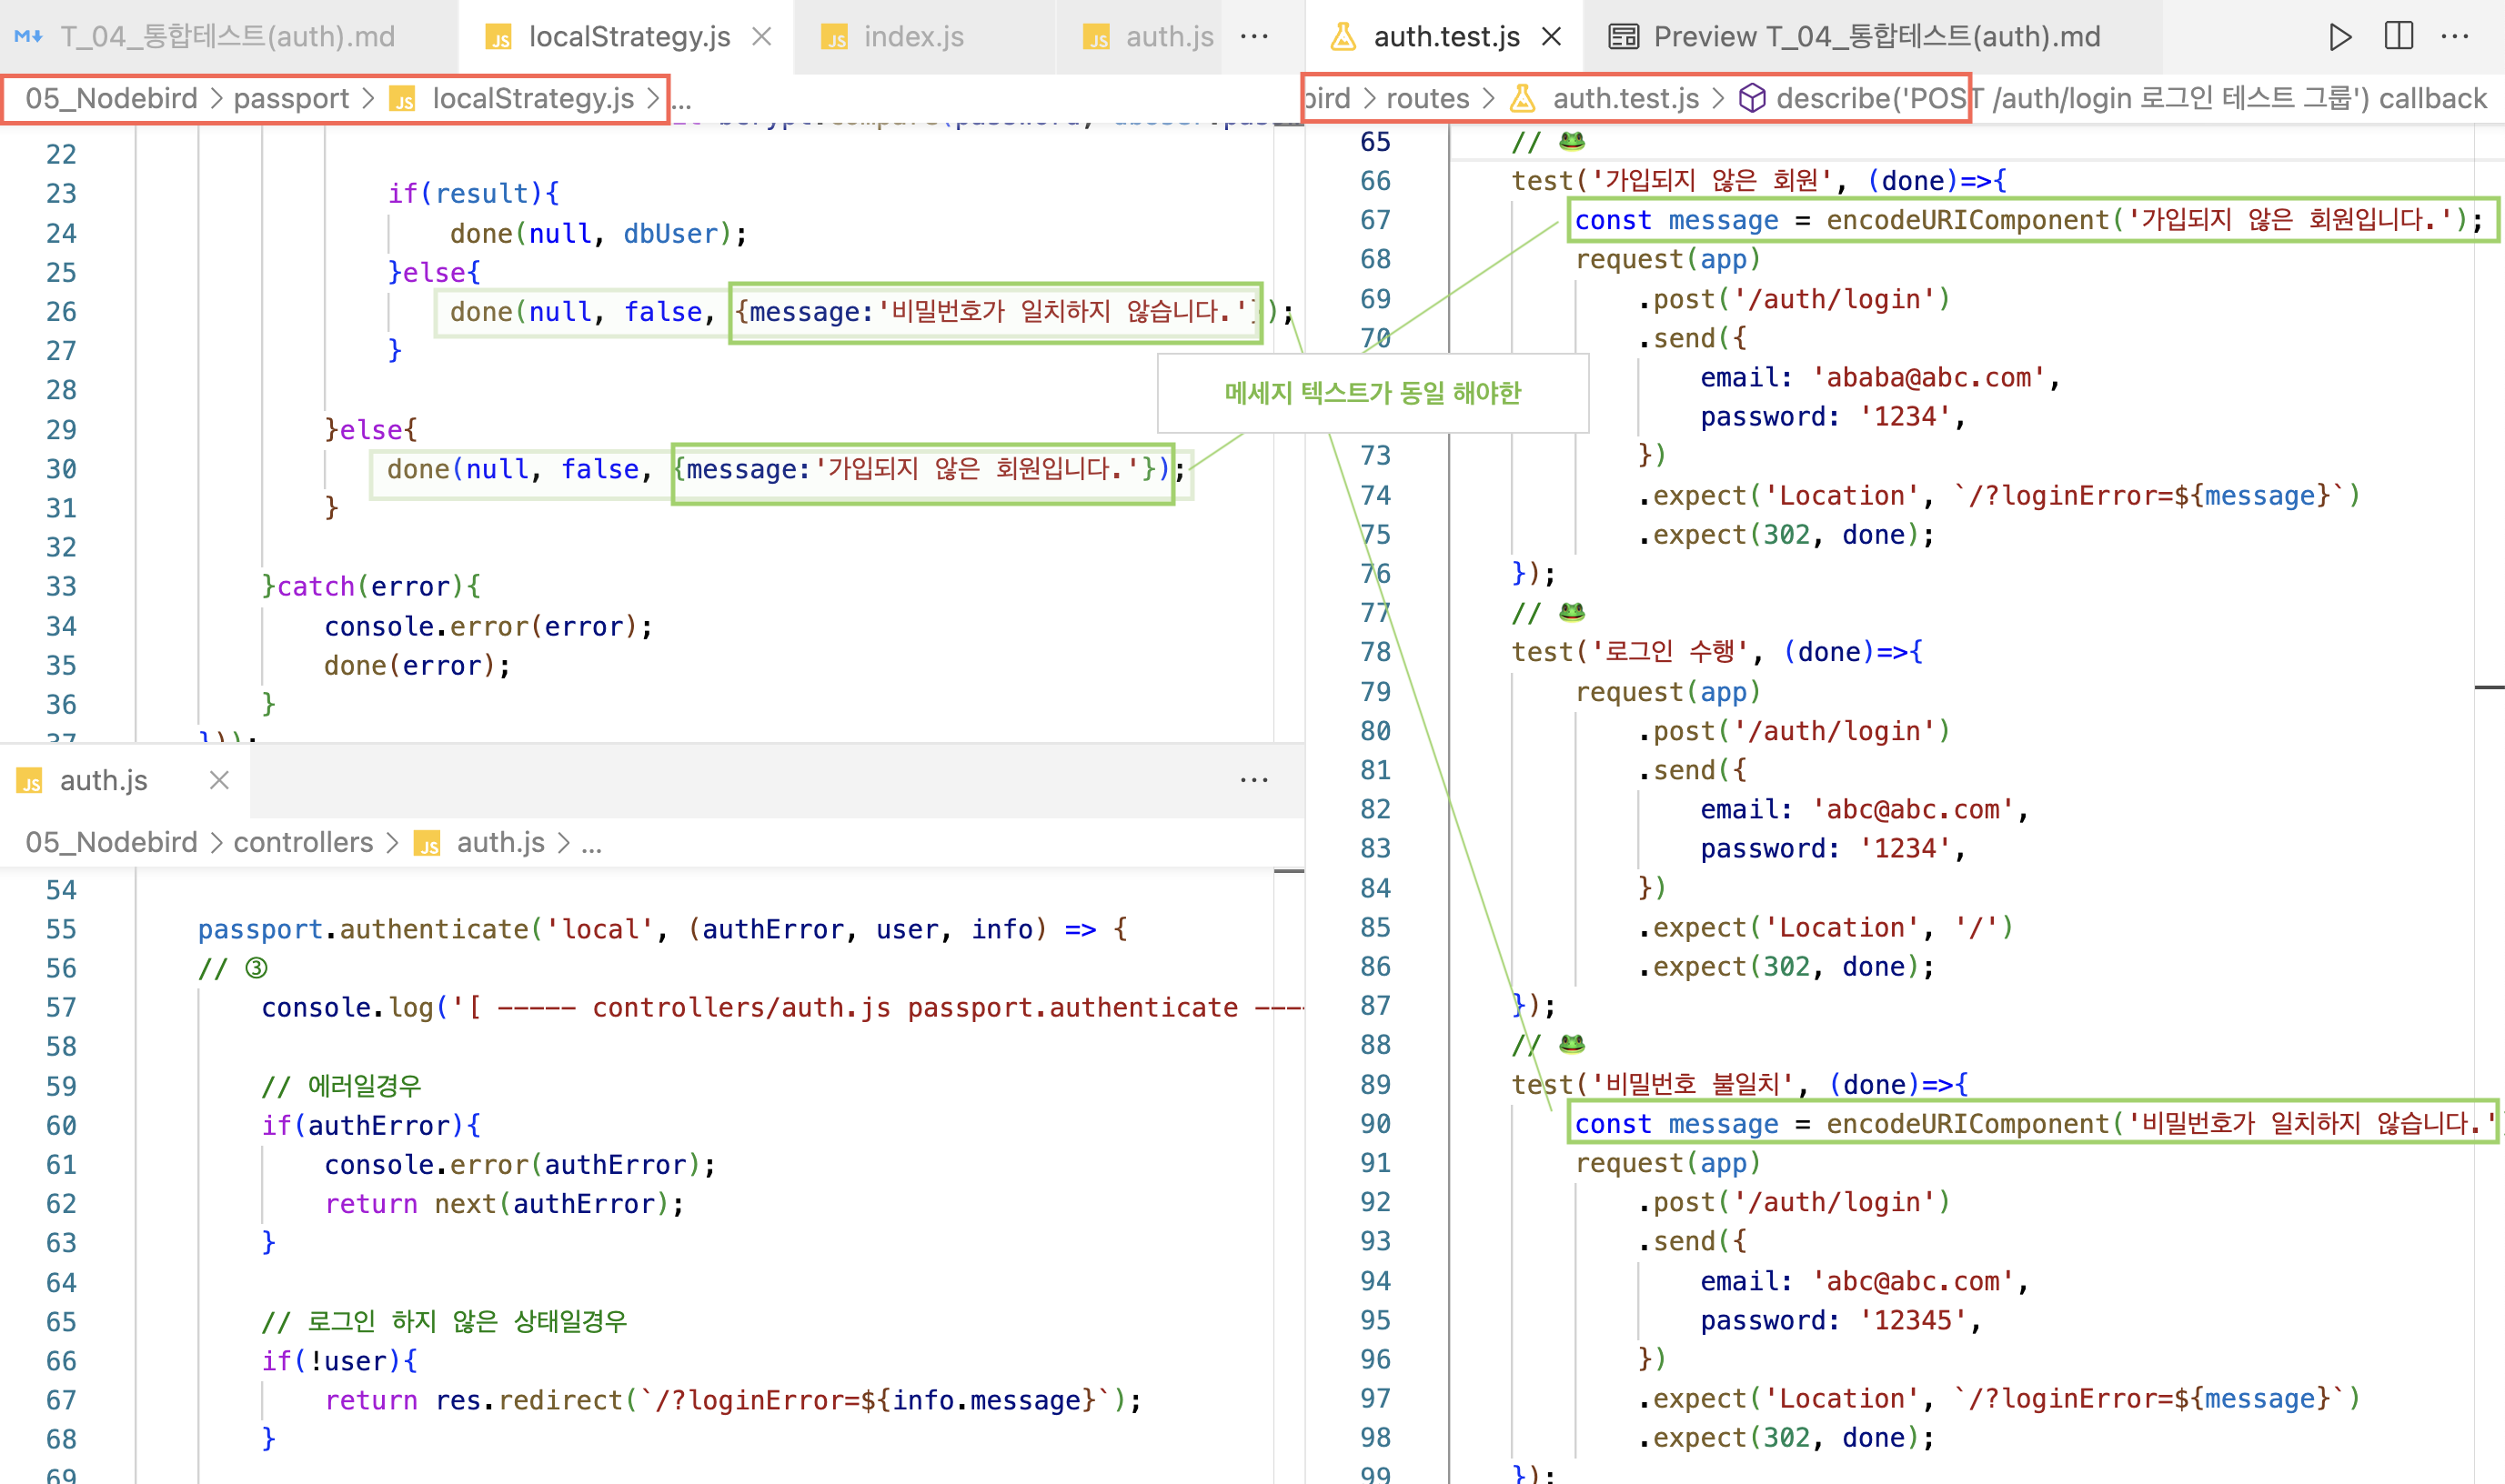 T_04_통합테스트(auth).md
localStrategy.js
index.js
auth.js
05_Nodebird > passport > JS localStrategy.js > ...
22
23 if(result){
24 done(null, dbUser);
25 }else{
26 done(null, false, {message:'비밀번호가 일치하지 않습니다.'});
27 }
28
29 }else{
30 done(null, false, {message:'가입되지 않은 회원입니다.'});
31 }
32
33 }catch(error){
34 console.error(error);
35 done(error);
36 }
37 }));
auth.js
05_Nodebird > controllers > JS auth.js > ...
54
55 passport.authenticate('local', (authError, user, info) => {
56 // ③
57 console.log('[ ––––– controllers/auth.js passport.authenticate –––
58
59 // 에러일경우
60 if(authError){
61 console.error(authError);
62 return next(authError);
63 }
64
65 // 로그인 하지 않은 상태일경우
66 if(!user){
67 return res.redirect(`/?loginError=${info.message}`);
68 }
69
메세지 텍스트가 동일 해야한
auth.test.js
Preview T_04_통합테스트(auth).md
bird > routes > auth.test.js > describe('POST /auth/login 로그인 테스트 그룹') callback
65 // 🐸
66 test('가입되지 않은 회원', (done)=>{
67 const message = encodeURIComponent('가입되지 않은 회원입니다.');
68 request(app)
69 .post('/auth/login')
70 .send({
email: 'ababa@abc.com',
password: '1234',
73 })
74 .expect('Location', `/?loginError=${message}`)
75 .expect(302, done);
76 });
77 // 🐸
78 test('로그인 수행', (done)=>{
79 request(app)
80 .post('/auth/login')
81 .send({
82 email: 'abc@abc.com',
83 password: '1234',
84 })
85 .expect('Location', '/')
86 .expect(302, done);
87 });
88 // 🐸
89 test('비밀번호 불일치', (done)=>{
90 const message = encodeURIComponent('비밀번호가 일치하지 않습니다.'
91 request(app)
92 .post('/auth/login')
93 .send({
94 email: 'abc@abc.com',
95 password: '12345',
96 })
97 .expect('Location', `/?loginError=${message}`)
98 .expect(302, done);
99 });